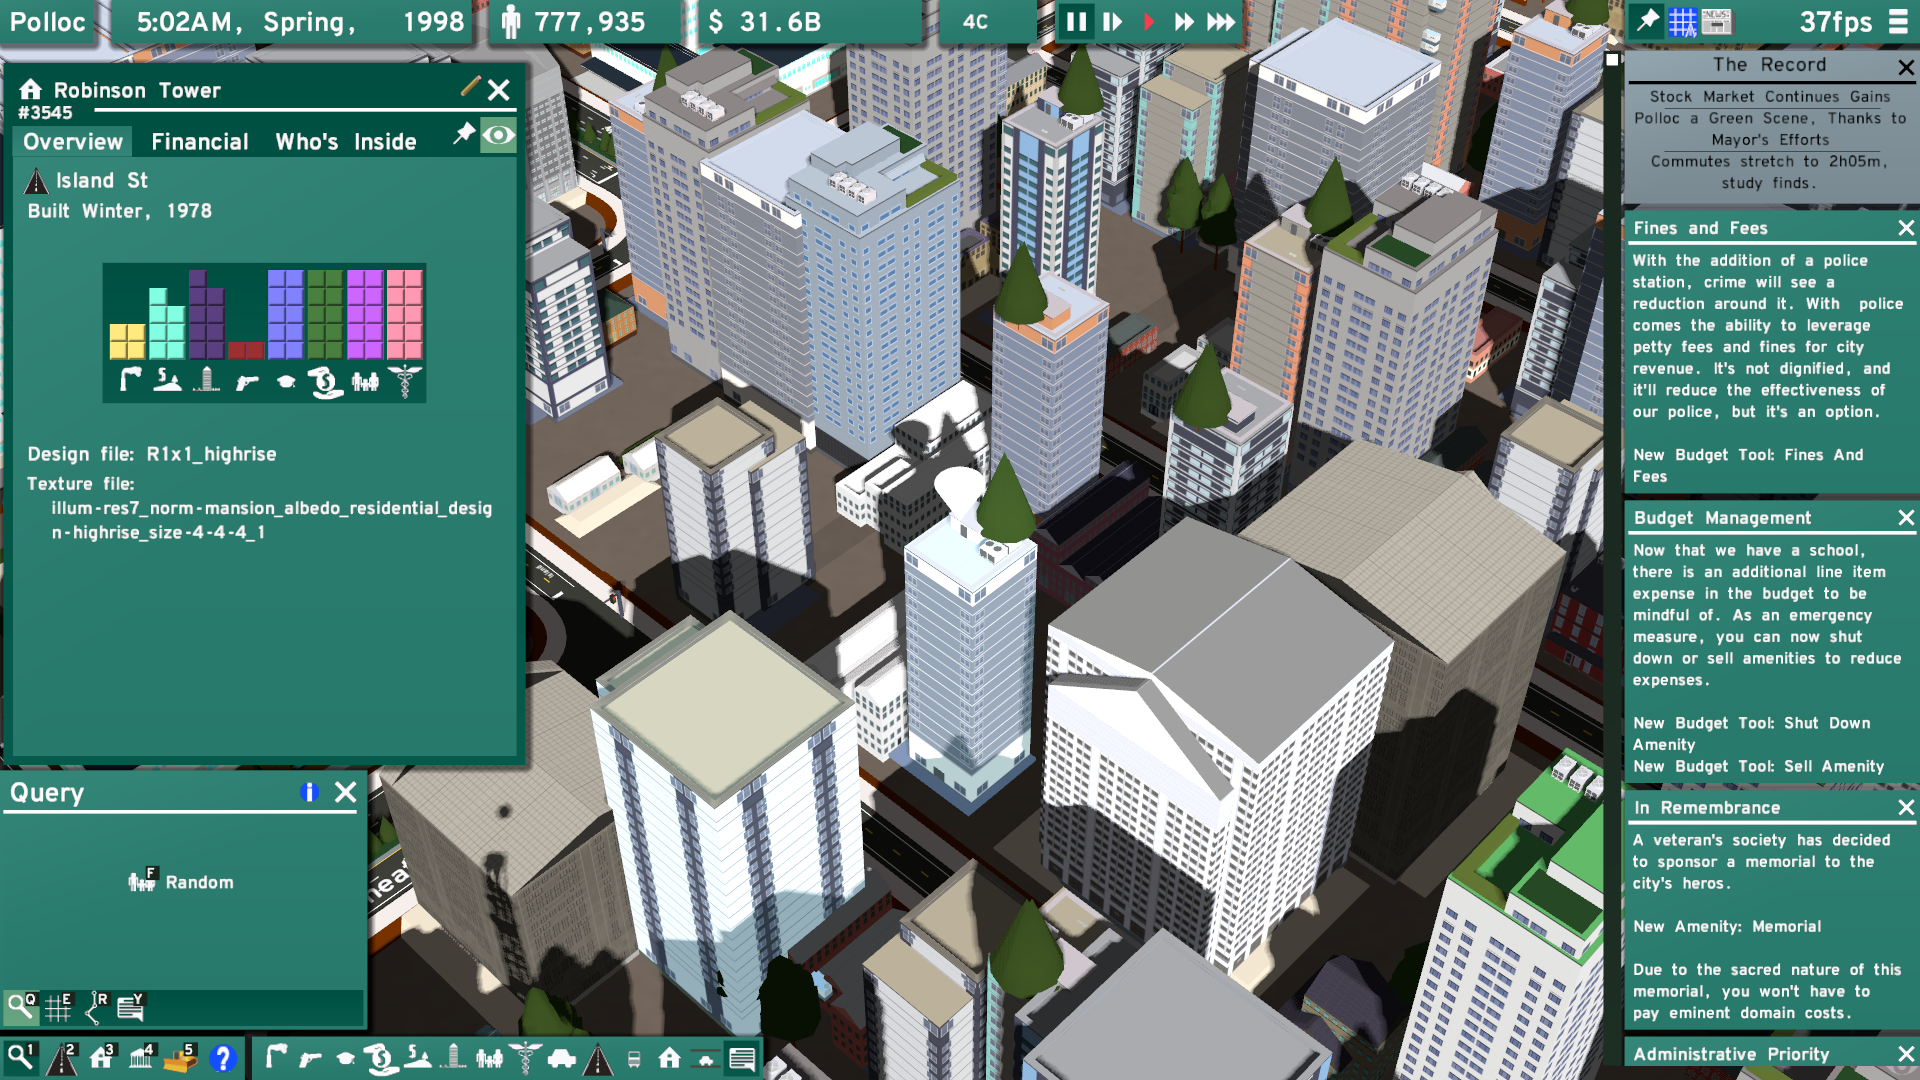 Polloc
5:02AM, Spring, 1998
777,935
$ 31.6B
4C
NEWS
37fps
Robinson Tower
#3545
Overview
Financial
Who's Inside
Island St
Built Winter, 1978
Design file: R1x1_highrise
Texture file:
illum-res7_norm-mansion_albedo_residential_desig
n-highrise_size-4-4-4_1
Query
i
F
Random
Q
E
R
Y
1
2
3
4
5
?
The Record
Stock Market Continues Gains
Polloc a Green Scene, Thanks to
Mayor's Efforts
Commutes stretch to 2h05m,
study finds.
Fines and Fees
With the addition of a police
station, crime will see a
reduction around it. With police
comes the ability to leverage
petty fees and fines for city
revenue. It's not dignified, and
it'll reduce the effectiveness of
our police, but it's an option.
New Budget Tool: Fines And
Fees
Budget Management
Now that we have a school,
there is an additional line item
expense in the budget to be
mindful of. As an emergency
measure, you can now shut
down or sell amenities to reduce
expenses.
New Budget Tool: Shut Down
Amenity
New Budget Tool: Sell Amenity
In Remembrance
A veteran's society has decided
to sponsor a memorial to the
city's heros.
New Amenity: Memorial
Due to the sacred nature of this
memorial, you won't have to
pay eminent domain costs.
Administrative Priority